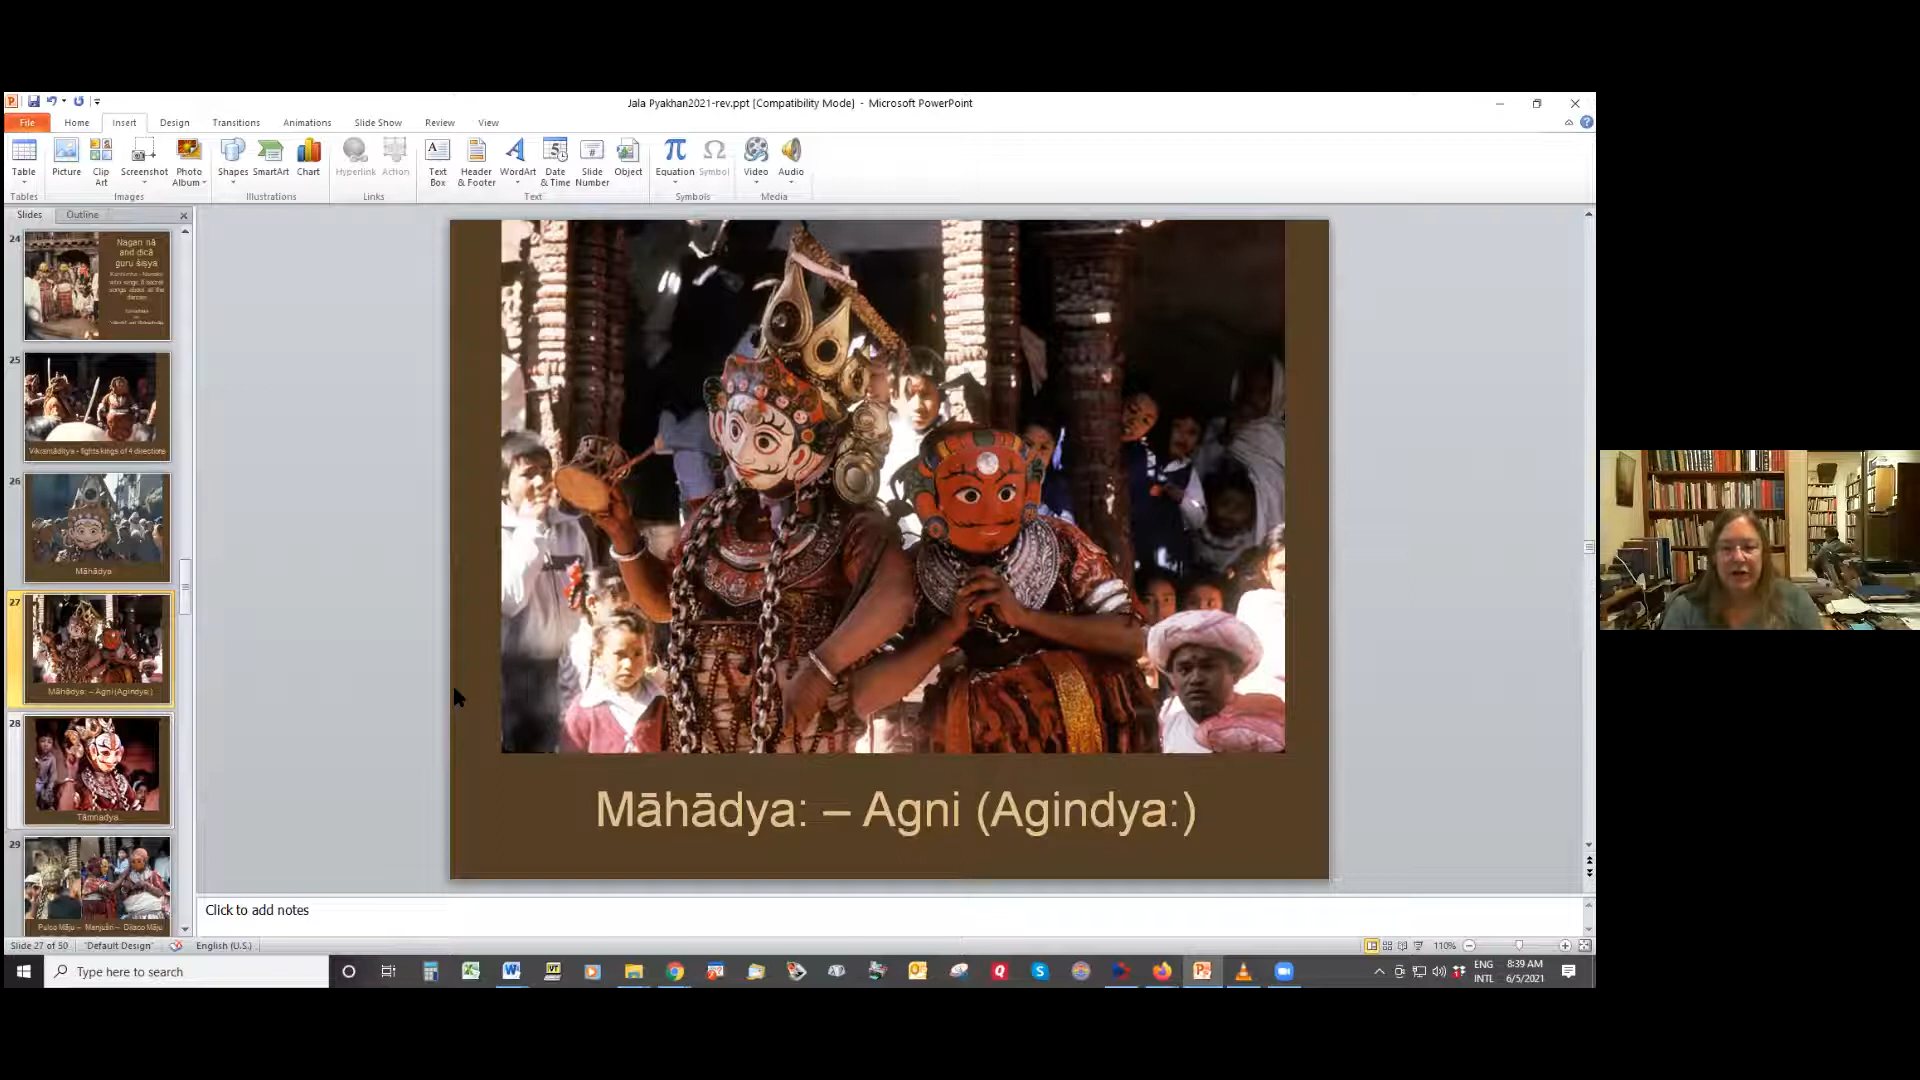 Jala Pyakhan2021-rev.ppt [Compatibility Mode] - Microsoft PowerPoint
File Home Insert Design Transitions Animations Slide Show Review View
Table Picture Clip Art Screenshot Photo Album Shapes SmartArt Chart Hyperlink Action Text Box Header & Footer WordArt Date & Time Slide Number Object Equation Symbol Video Audio
Tables Images Illustrations Links Text Symbols Media
Slides Outline
24
Nagan nā
and dicā
guru śiṣya
25
Vikramāditya - fights kings of 4 directions
26
Māhādya
27
Māhādya: – Agni (Agindya:)
28
Tāmnadya
29
Pulco Māju – Manjuśri –
Māhādya: – Agni (Agindya:)
Click to add notes
Slide 27 of 50 "Default Design" English (U.S.) 110%
Type here to search
ENG
INTL
8:39 AM
6/5/2021